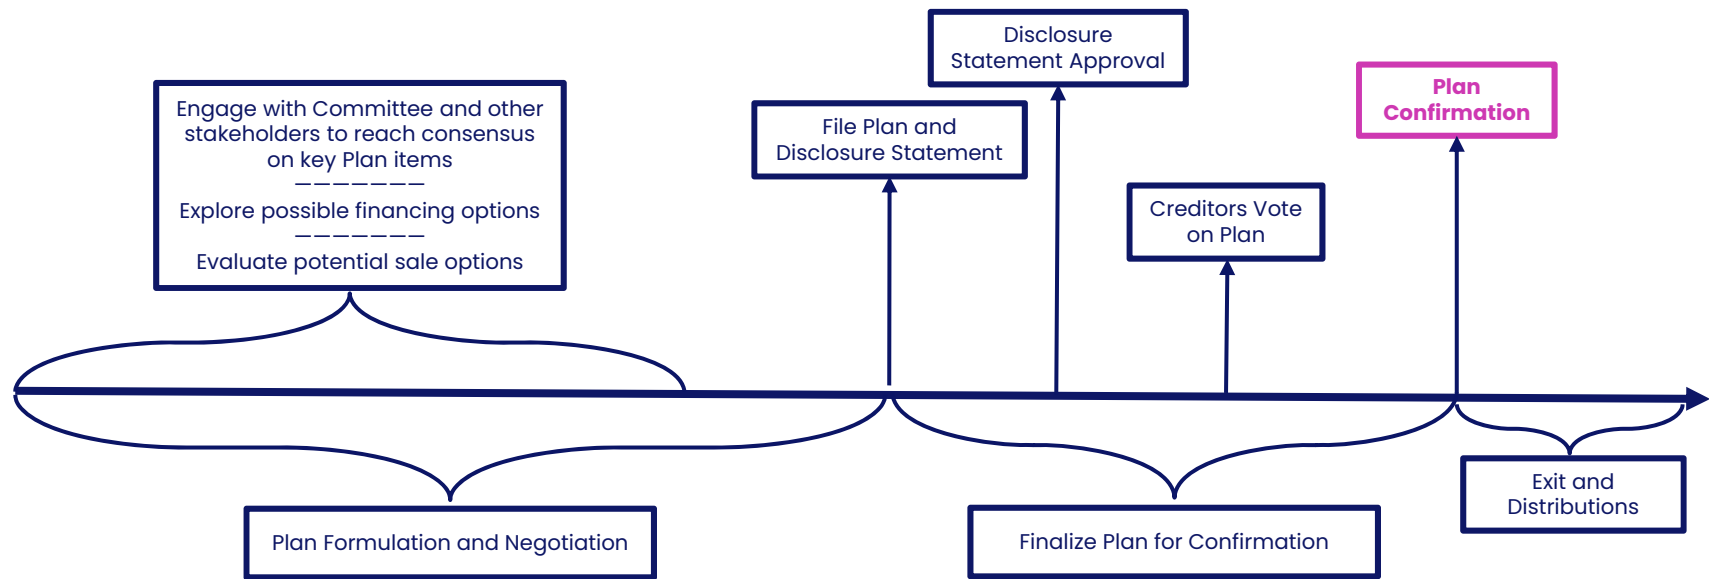 Disclosure
Statement Approval
Plan
Confirmation
Engage with Committee and other
stakeholders to reach consensus
on key Plan items
———————
Explore possible financing options
———————
Evaluate potential sale options
File Plan and
Disclosure Statement
Creditors Vote
on Plan
Exit and
Distributions
Plan Formulation and Negotiation
Finalize Plan for Confirmation